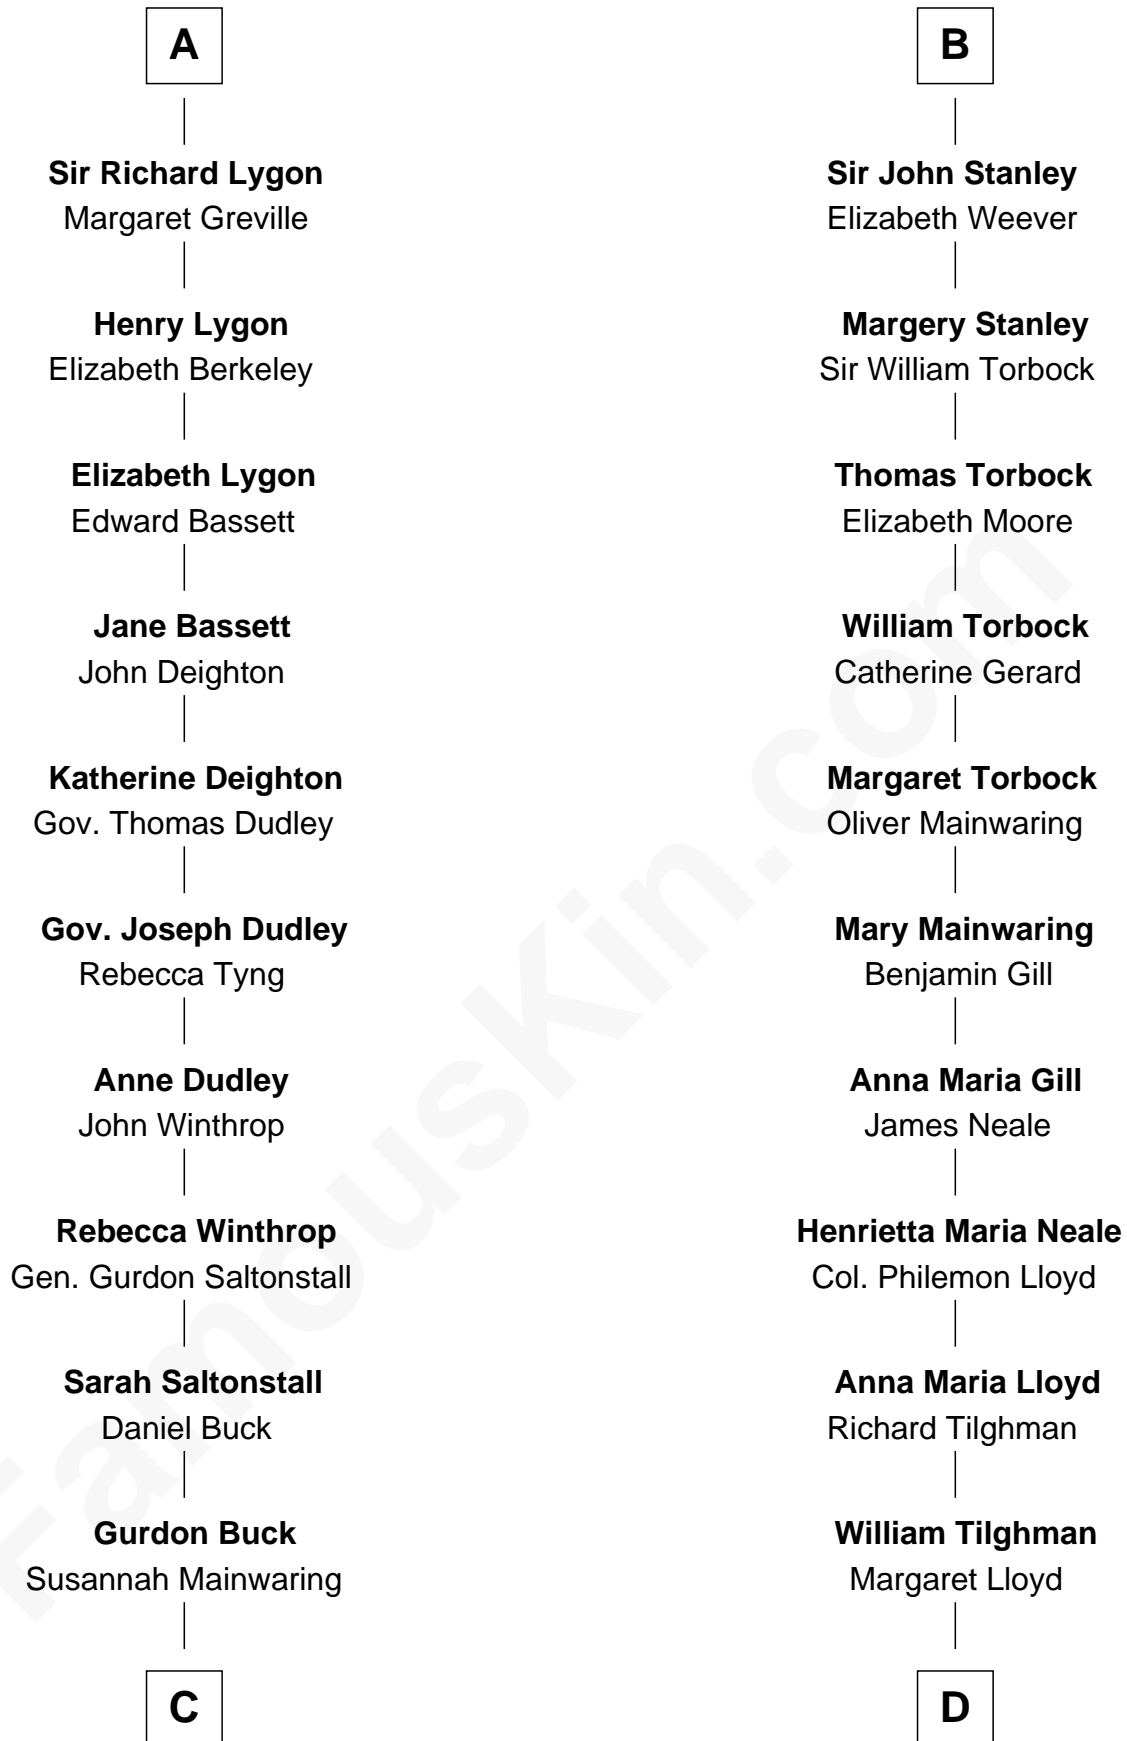 A
Sir Richard Lygon
Margaret Greville
Henry Lygon
Elizabeth Berkeley
Elizabeth Lygon
Edward Bassett
Jane Bassett
John Deighton
Katherine Deighton
Gov. Thomas Dudley
Gov. Joseph Dudley
Rebecca Tyng
Anne Dudley
John Winthrop
Rebecca Winthrop
Gen. Gurdon Saltonstall
Sarah Saltonstall
Daniel Buck
Gurdon Buck
Susannah Mainwaring
C
B
Sir John Stanley
Elizabeth Weever
Margery Stanley
Sir William Torbock
Thomas Torbock
Elizabeth Moore
William Torbock
Catherine Gerard
Margaret Torbock
Oliver Mainwaring
Mary Mainwaring
Benjamin Gill
Anna Maria Gill
James Neale
Henrietta Maria Neale
Col. Philemon Lloyd
Anna Maria Lloyd
Richard Tilghman
William Tilghman
Margaret Lloyd
D
FamousKin.com